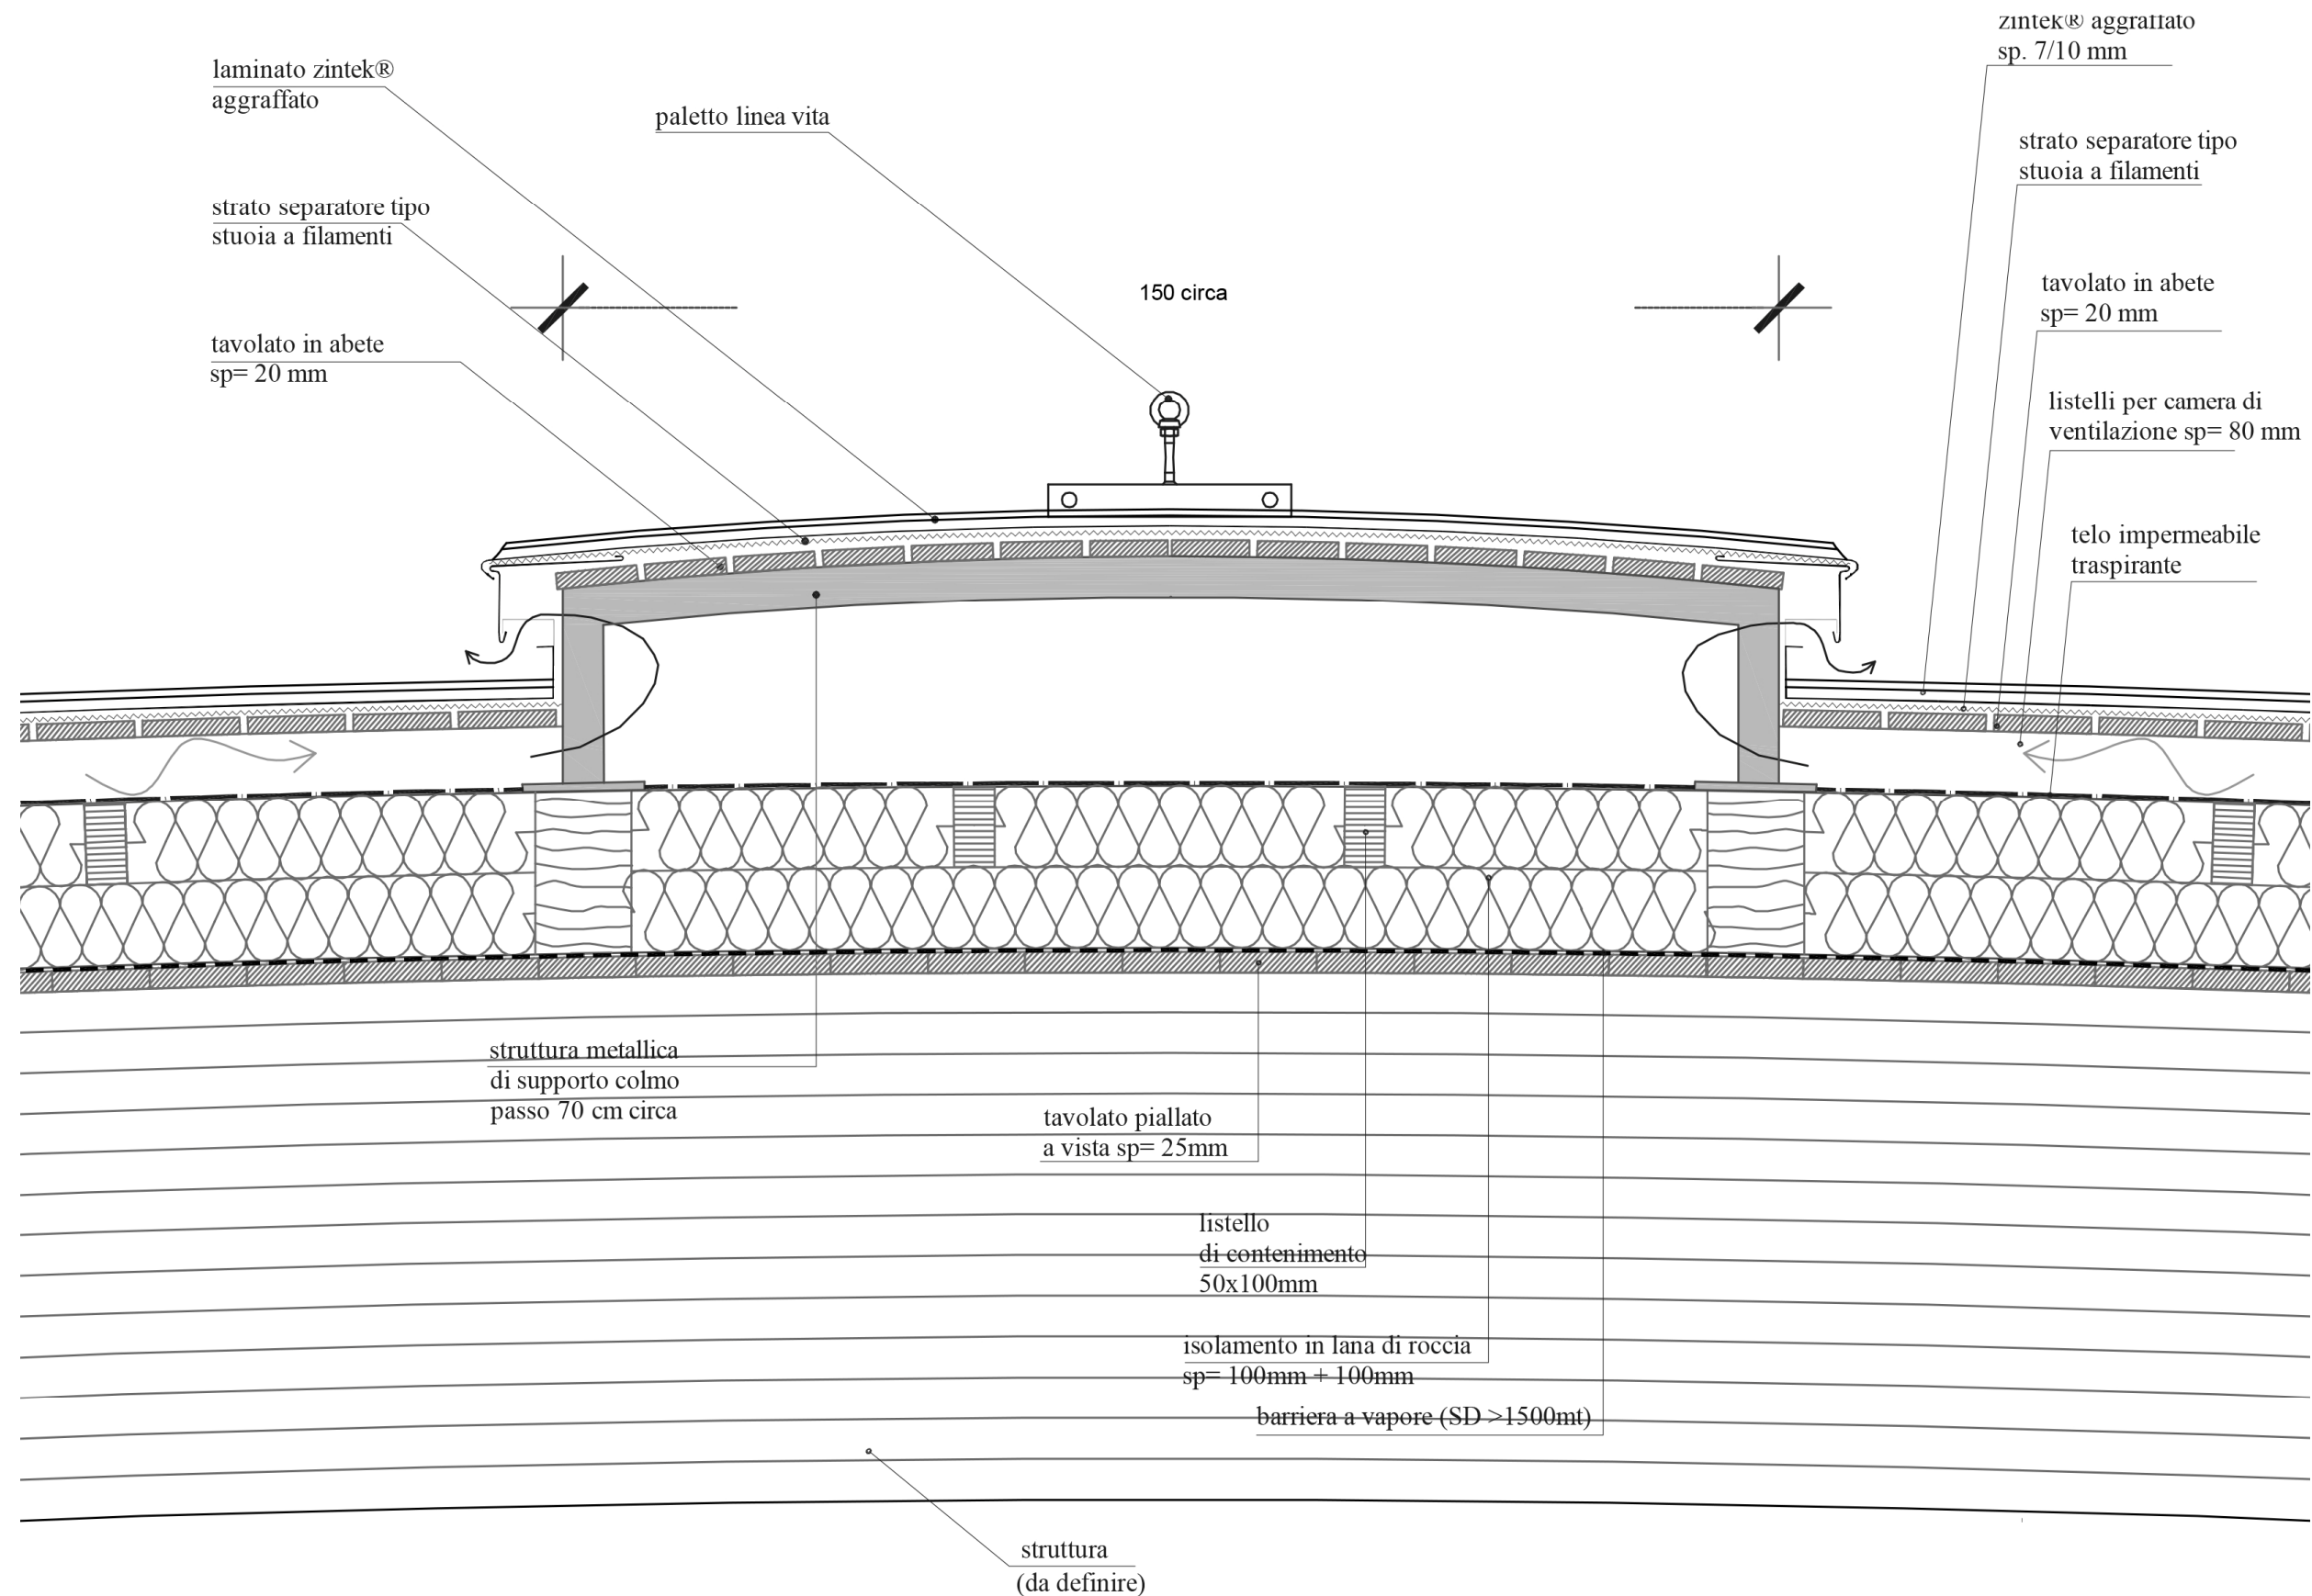 zintek® aggraffato
sp. 7/10 mm
laminato zintek®
aggraffato
paletto linea vita
strato separatore tipo
stuoia a filamenti
strato separatore tipo
stuoia a filamenti
150 circa
tavolato in abete
sp= 20 mm
tavolato in abete
sp= 20 mm
listelli per camera di
ventilazione sp= 80 mm
telo impermeabile
traspirante
struttura metallica
di supporto colmo
passo 70 cm circa
tavolato piallato
a vista sp= 25mm
listello
di contenimento
50x100mm
isolamento in lana di roccia
sp= 100mm + 100mm
barriera a vapore (SD >1500mt)
struttura
(da definire)